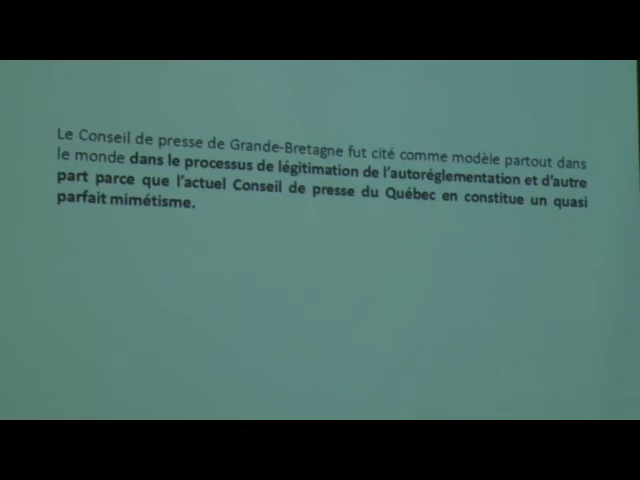 Le Conseil de presse de Grande-Bretagne fut cité comme modèle partout dans
le monde dans le processus de légitimation de l'autoréglementation et d'autre
part parce que l'actuel Conseil de presse du Québec en constitue un quasi
parfait mimétisme.